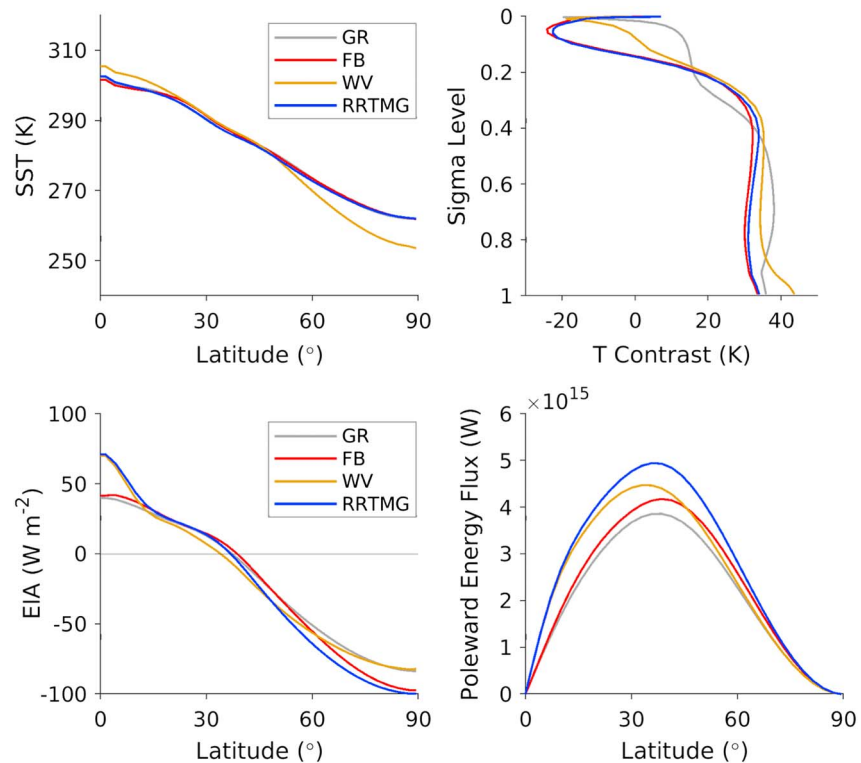 310
290
270
250
SST (K)
0
30
60
90
Latitude (°)
GR
FB
WV
RRTMG
0
0.2
0.4
0.6
0.8
1
Sigma Level
-20
0
20
40
T Contrast (K)
100
50
0
-50
-100
EIA (W m⁻²)
0
30
60
90
Latitude (°)
GR
FB
WV
RRTMG
×10¹⁵
6
5
4
3
2
1
0
Poleward Energy Flux (W)
0
30
60
90
Latitude (°)